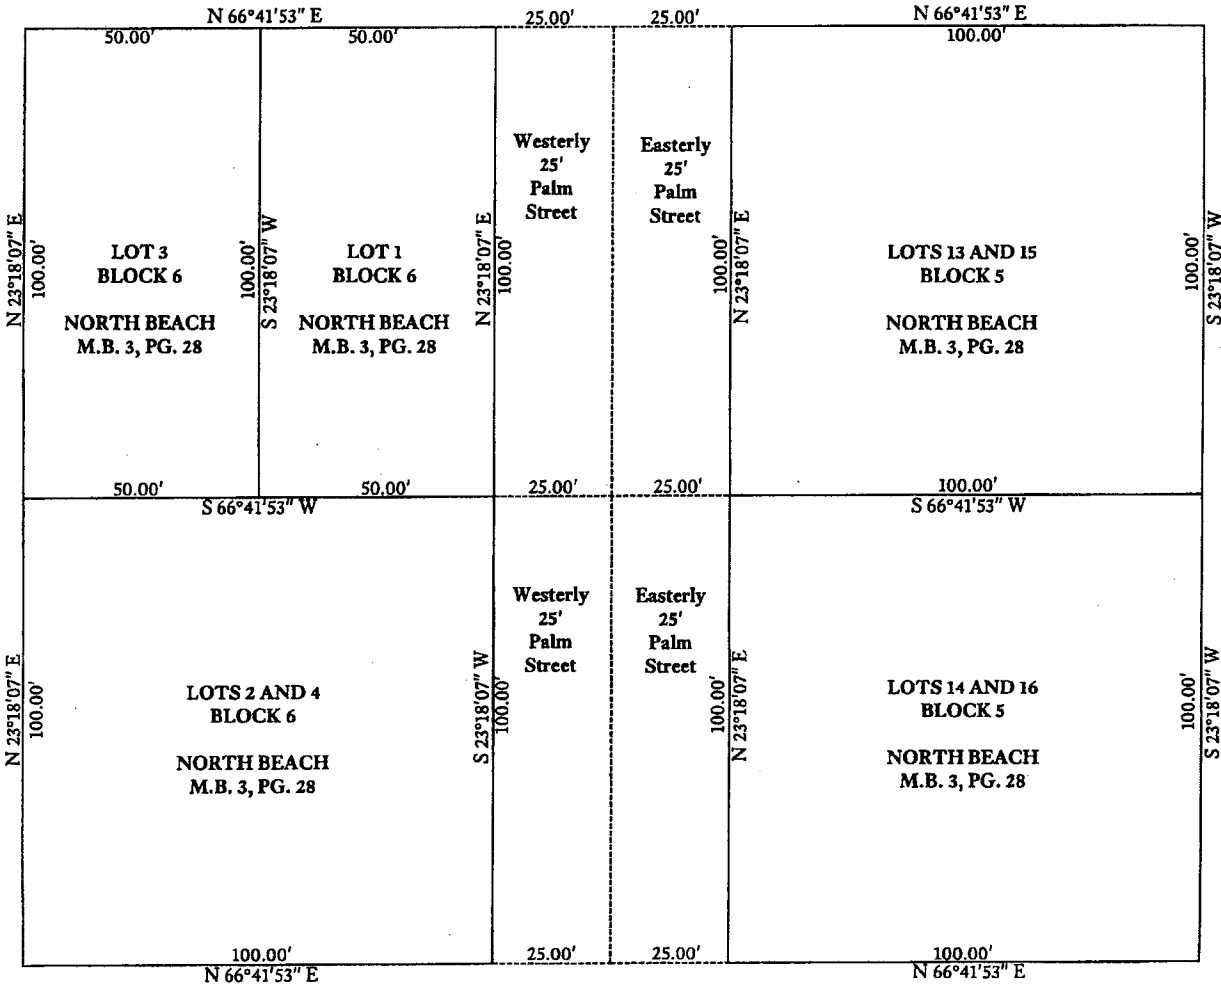 N 66°41'53" E
50.00'
50.00'
25.00'
25.00'
N 66°41'53" E
100.00'
Westerly
25'
Palm
Street
Easterly
25'
Palm
Street
N 23°18'07" E
100.00'
LOT 3
BLOCK 6
NORTH BEACH
M.B. 3, PG. 28
100.00'
S 23°18'07" W
LOT 1
BLOCK 6
NORTH BEACH
M.B. 3, PG. 28
N 23°18'07" E
100.00'
100.00'
N 23°18'07" E
LOTS 13 AND 15
BLOCK 5
NORTH BEACH
M.B. 3, PG. 28
100.00'
S 23°18'07" W
50.00'
50.00'
S 66°41'53" W
25.00'
25.00'
100.00'
S 66°41'53" W
Westerly
25'
Palm
Street
Easterly
25'
Palm
Street
N 23°18'07" E
100.00'
LOTS 2 AND 4
BLOCK 6
NORTH BEACH
M.B. 3, PG. 28
S 23°18'07" W
100.00'
100.00'
N 23°18'07" E
LOTS 14 AND 16
BLOCK 5
NORTH BEACH
M.B. 3, PG. 28
100.00'
S 23°18'07" W
100.00'
N 66°41'53" E
25.00'
25.00'
100.00'
N 66°41'53" E